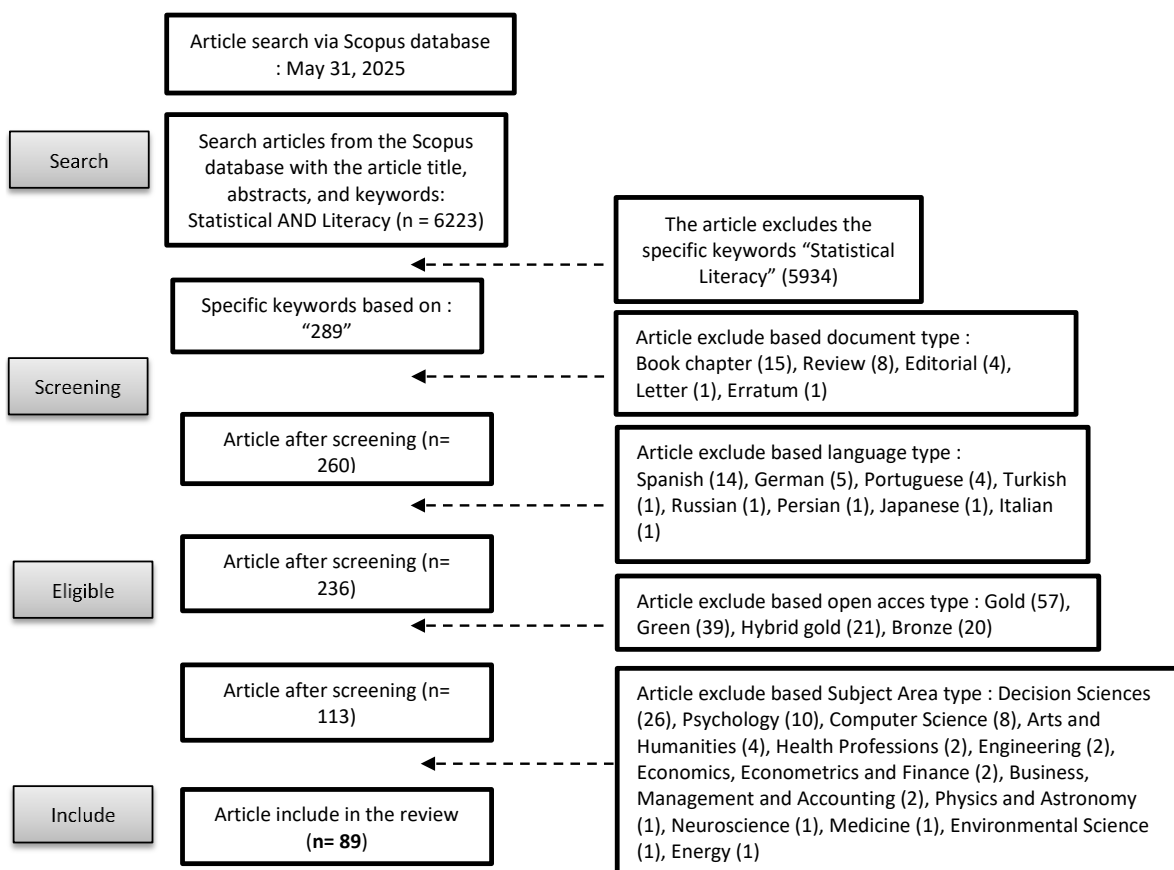 Article search via Scopus database
: May 31, 2025
Search
Search articles from the Scopus
database with the article title,
abstracts, and keywords:
Statistical AND Literacy (n = 6223)
The article excludes the
specific keywords “Statistical
Literacy” (5934)
Specific keywords based on :
“289”
Article exclude based document type :
Book chapter (15), Review (8), Editorial (4),
Letter (1), Erratum (1)
Screening
Article after screening (n=
260)
Article exclude based language type :
Spanish (14), German (5), Portuguese (4), Turkish
(1), Russian (1), Persian (1), Japanese (1), Italian
(1)
Eligible
Article after screening (n=
236)
Article exclude based open acces type : Gold (57),
Green (39), Hybrid gold (21), Bronze (20)
Article after screening (n=
113)
Article exclude based Subject Area type : Decision Sciences
(26), Psychology (10), Computer Science (8), Arts and
Humanities (4), Health Professions (2), Engineering (2),
Economics, Econometrics and Finance (2), Business,
Management and Accounting (2), Physics and Astronomy
(1), Neuroscience (1), Medicine (1), Environmental Science
(1), Energy (1)
Include
Article include in the review
(n= 89)